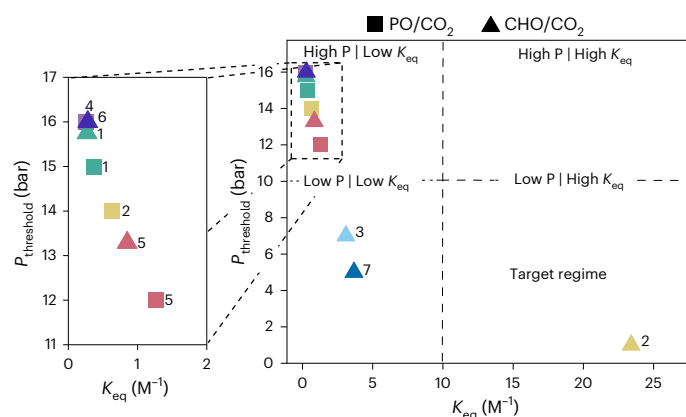 PO/CO2 CHO/CO2
High P | Low Keq
High P | High Keq
17
16
15
14
13
12
11
Pthreshold (bar)
4
6
1
1
2
5
5
0 1 2
Keq (M−1)
16
14
12
10
8
6
4
2
0
Pthreshold (bar)
Low P | Low Keq
Low P | High Keq
3
7
Target regime
2
0 5 10 15 20 25
Keq (M−1)